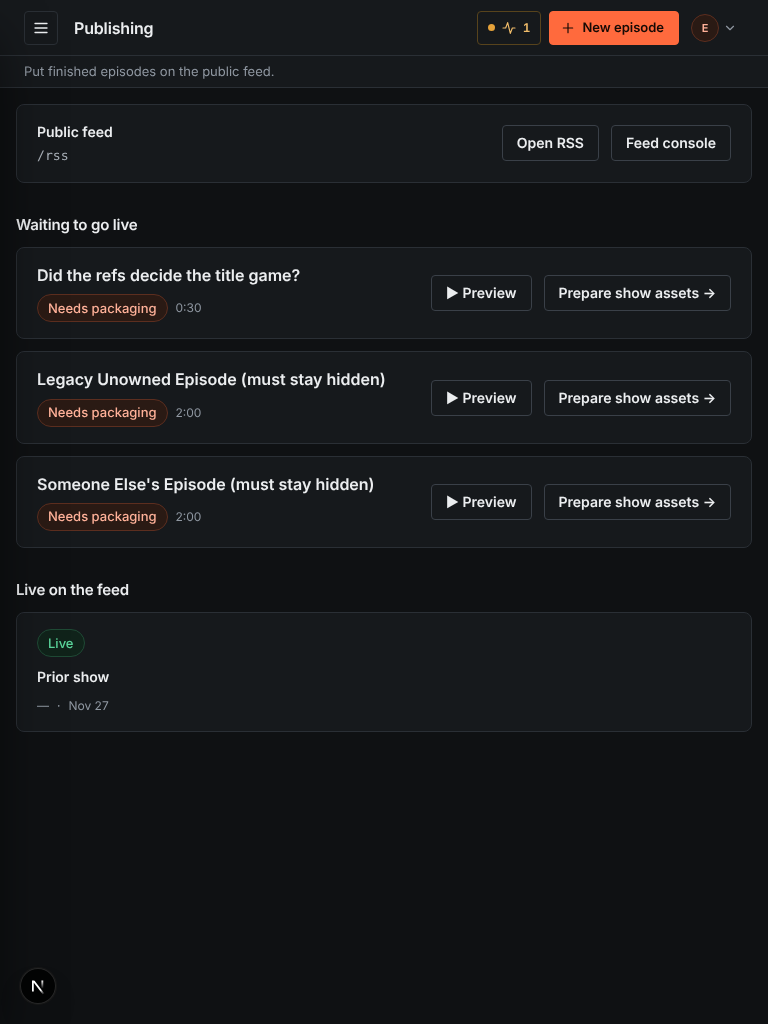 Publishing
1
+ New episode
E
Put finished episodes on the public feed.
Public feed
/rss
Open RSS
Feed console
Waiting to go live
Did the refs decide the title game?
Needs packaging 0:30
▶ Preview
Prepare show assets →
Legacy Unowned Episode (must stay hidden)
Needs packaging 2:00
▶ Preview
Prepare show assets →
Someone Else's Episode (must stay hidden)
Needs packaging 2:00
▶ Preview
Prepare show assets →
Live on the feed
Live
Prior show
— · Nov 27
N